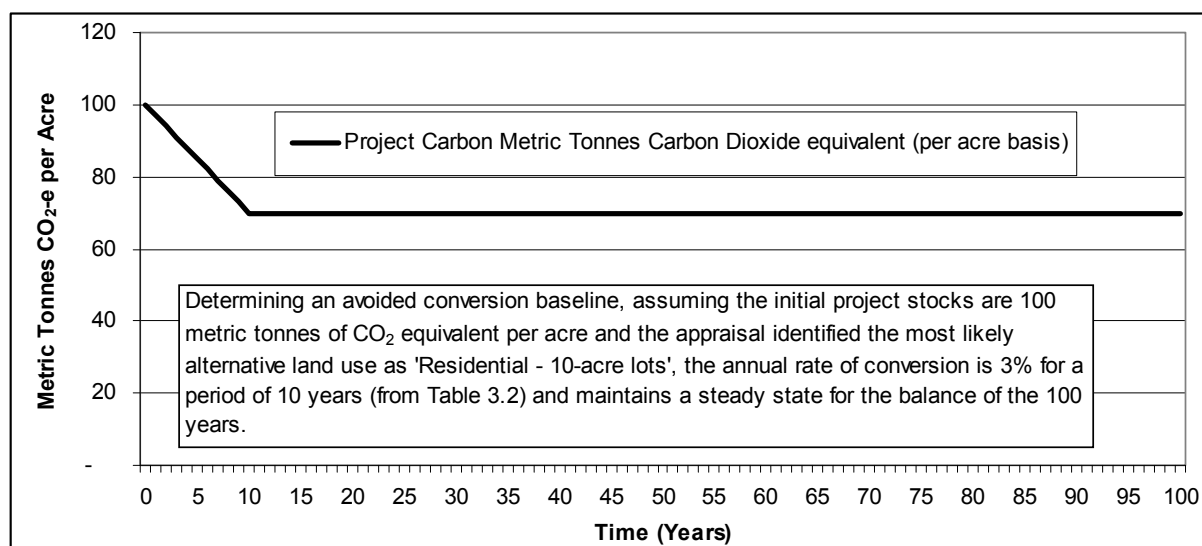 120
100
80
60
40
20
-
Metric Tonnes CO₂-e per Acre
Project Carbon Metric Tonnes Carbon Dioxide equivalent (per acre basis)
Determining an avoided conversion baseline, assuming the initial project stocks are 100
metric tonnes of CO₂ equivalent per acre and the appraisal identified the most likely
alternative land use as 'Residential - 10-acre lots', the annual rate of conversion is 3% for a
period of 10 years (from Table 3.2) and maintains a steady state for the balance of the 100
years.
0 5 10 15 20 25 30 35 40 45 50 55 60 65 70 75 80 85 90 95 100
Time (Years)